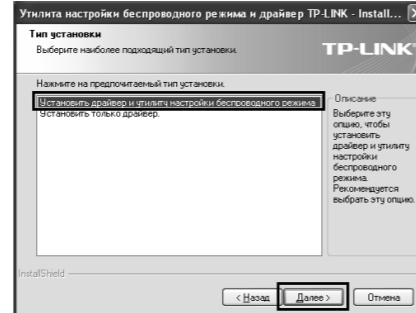 Утилита настройки беспроводного режима и драйвер TP-LINK - Install...
Тип установки
Выберите наиболее подходящий тип установки.
TP-LINK
Нажмите на предпочитаемый тип установки.
Установить драйвер и утилиту настройки беспроводного режима
Установить только драйвер.
Описание
Выберите эту
опцию, чтобы
установить
драйвер и утилиту
настройки
беспроводного
режима.
Рекомендуется
выбрать эту опцию.
InstallShield
< Назад
Далее >
Отмена